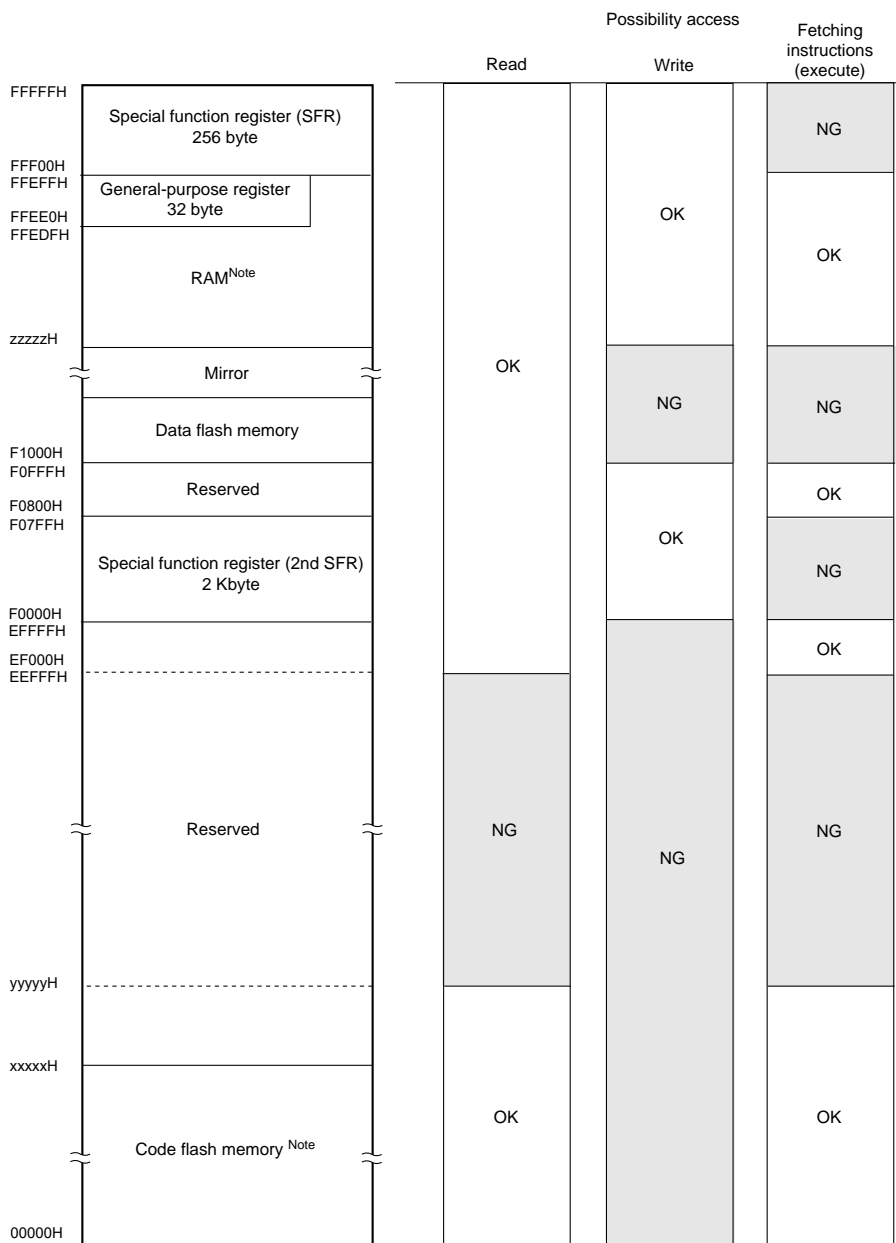 Possibility access
Read
Write
Fetching
instructions
(execute)
FFFFFH
Special function register (SFR)
256 byte
NG
FFF00H
FFEFFH
General-purpose register
32 byte
OK
FFEE0H
FFEDFH
OK
RAM Note
zzzzzH
OK
Mirror
NG
NG
Data flash memory
F1000H
F0FFFH
Reserved
OK
F0800H
F07FFH
OK
Special function register (2nd SFR)
2 Kbyte
NG
F0000H
EFFFFH
OK
EF000H
EEFFFH
Reserved
NG
NG
NG
yyyyyH
xxxxxH
OK
OK
Code flash memory Note
00000H